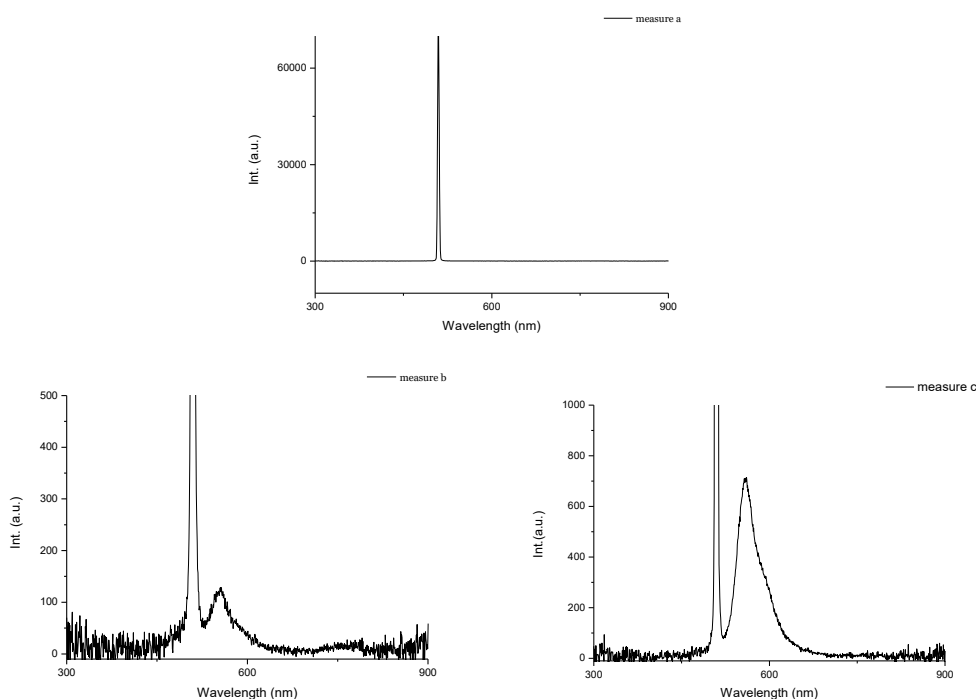 measure a
60000
30000
0
Int. (a.u.)
300
600
900
Wavelength (nm)
measure b
500
400
300
200
100
0
Int. (a.u.)
300
600
900
Wavelength (nm)
measure c
1000
800
600
400
200
0
Int.(a.u.)
300
600
900
Wavelength (nm)